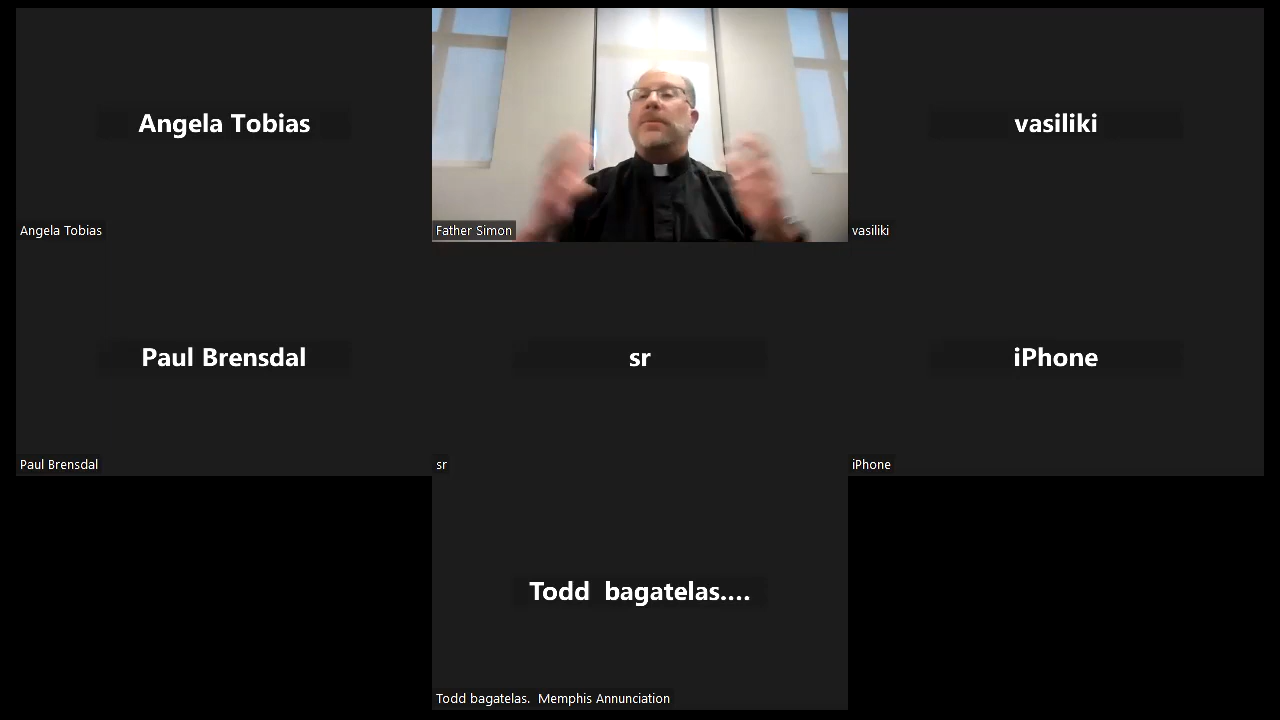 Angela Tobias
vasiliki
Angela Tobias
Father Simon
vasiliki
Paul Brensdal
sr
iPhone
Paul Brensdal
sr
iPhone
Todd  bagatelas....
Todd bagatelas.  Memphis Annunciation